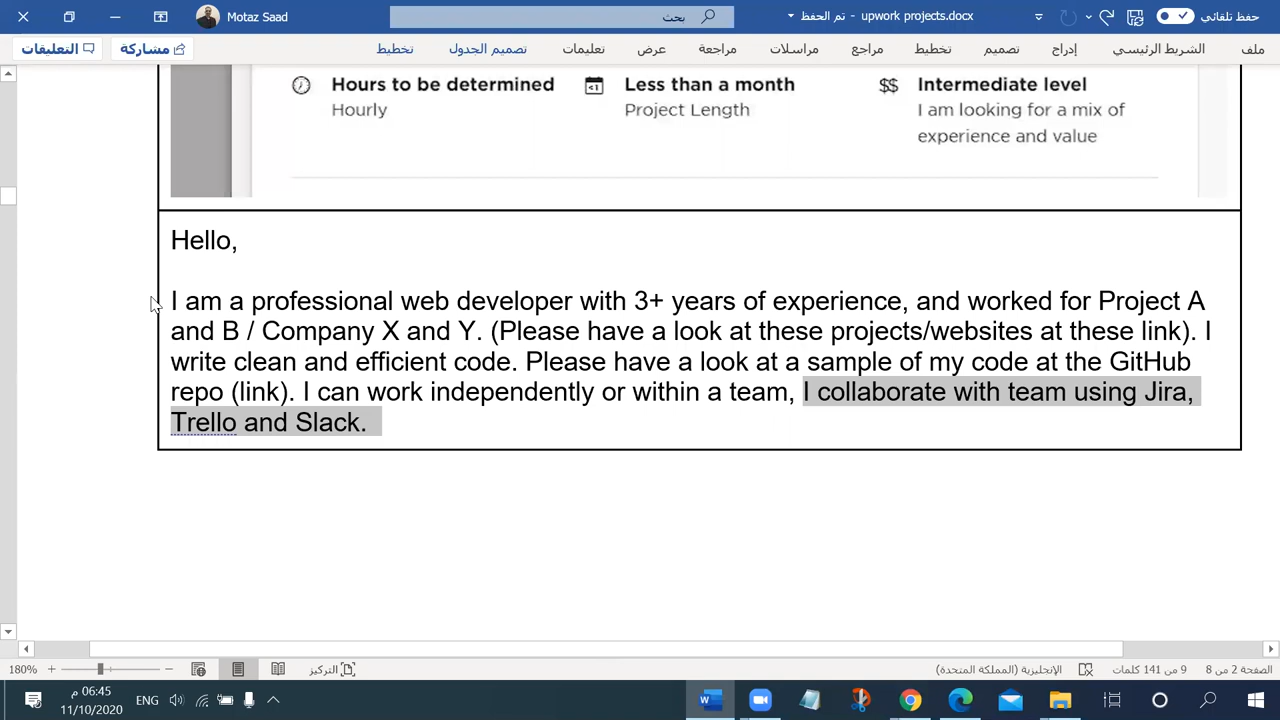 Motaz Saad
بحث
upwork projects.docx - تم الحفظ
حفظ تلقائي
ملف
الشريط الرئيسي
إدراج
تصميم
تخطيط
مراجع
مراسلات
مراجعة
عرض
تعليمات
تصميم الجدول
تخطيط
مشاركة
التعليقات
Hours to be determined
Hourly
<1
Less than a month
Project Length
$$
Intermediate level
I am looking for a mix of
experience and value
Hello,
I am a professional web developer with 3+ years of experience, and worked for Project A
and B / Company X and Y. (Please have a look at these projects/websites at these link). I
write clean and efficient code. Please have a look at a sample of my code at the GitHub
repo (link). I can work independently or within a team, I collaborate with team using Jira,
Trello and Slack.
الصفحة 2 من 8
9 من 141 كلمات
الإنجليزية (المملكة المتحدة)
التركيز
180%
06:45 م
11/10/2020
ENG